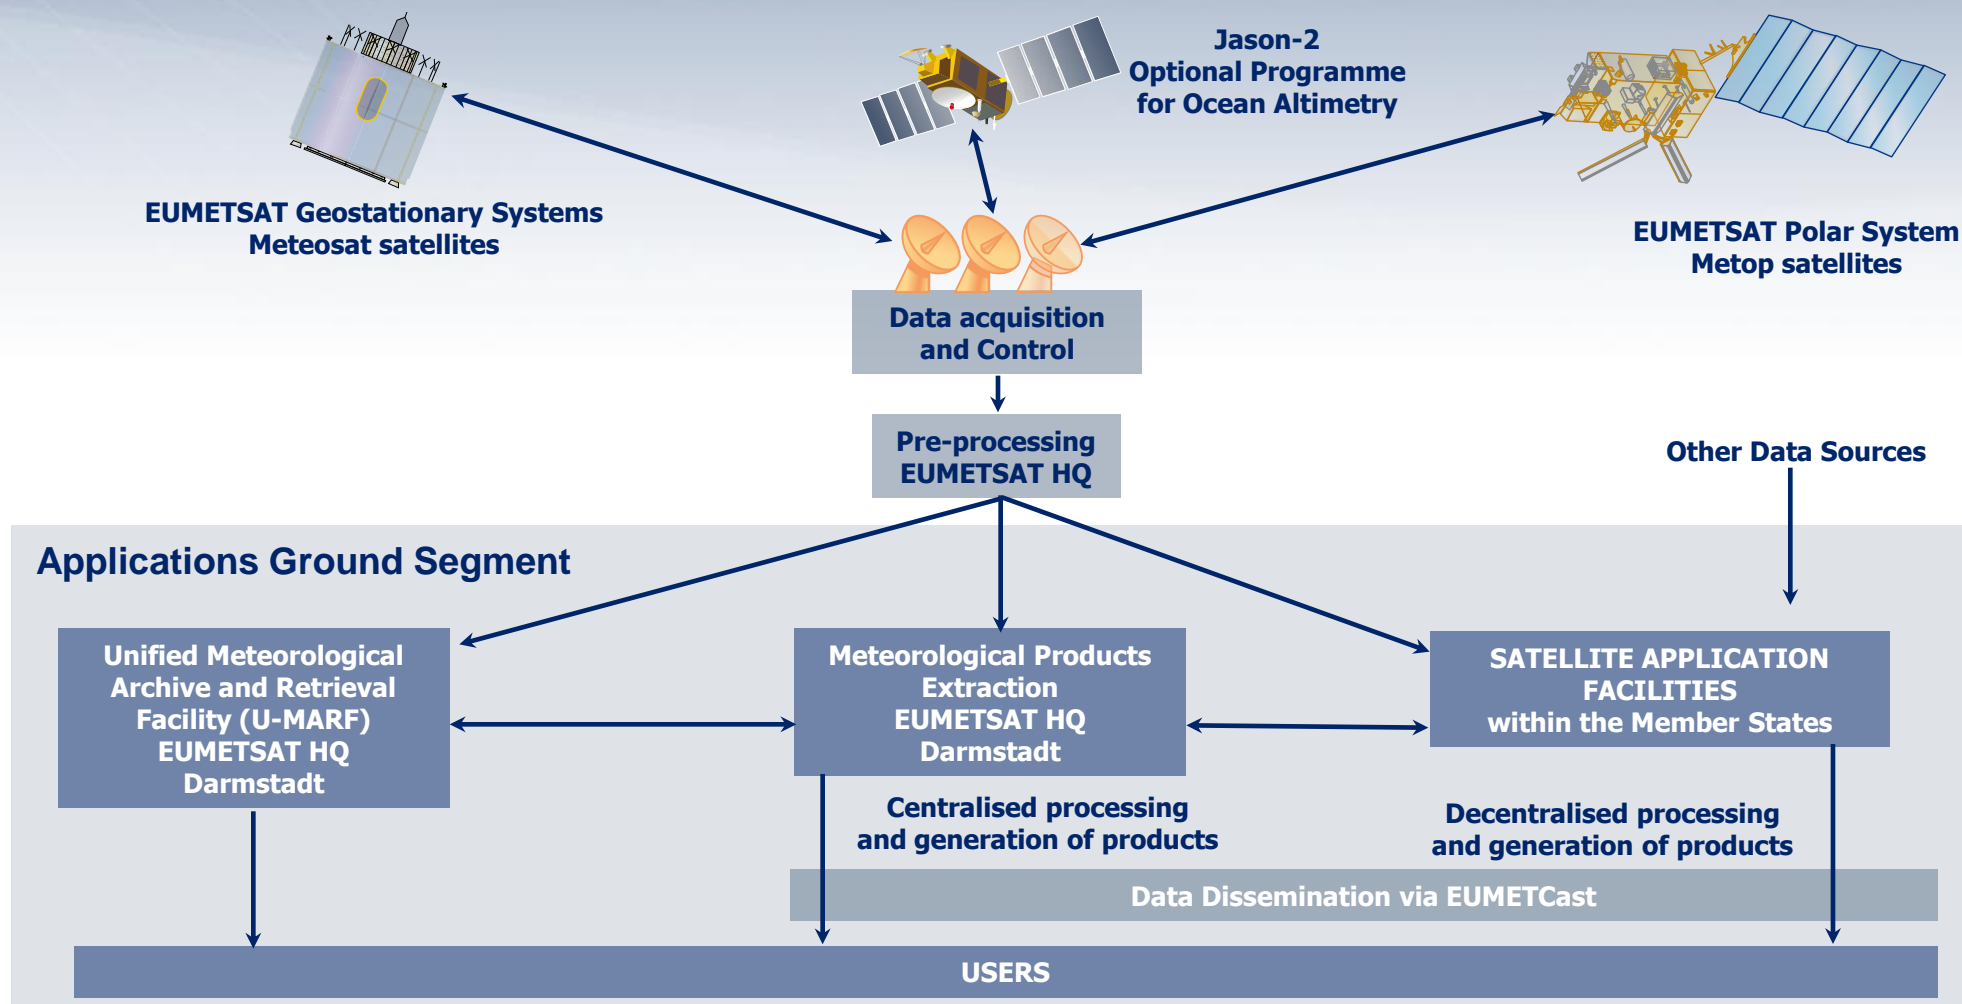 Jason-2
Optional Programme
for Ocean Altimetry
EUMETSAT Geostationary Systems
Meteosat satellites
EUMETSAT Polar System
Metop satellites
Data acquisition
and Control
Pre-processing
EUMETSAT HQ
Other Data Sources
Applications Ground Segment
Unified Meteorological
Archive and Retrieval
Facility (U-MARF)
EUMETSAT HQ
Darmstadt
Meteorological Products
Extraction
EUMETSAT HQ
Darmstadt
SATELLITE APPLICATION
FACILITIES
within the Member States
Centralised processing
and generation of products
Decentralised processing
and generation of products
Data Dissemination via EUMETCast
USERS